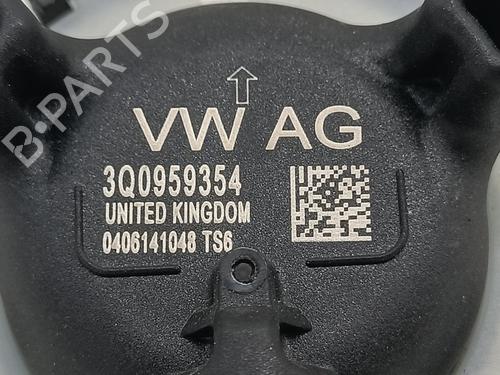 B-PARTS
VW AG
3Q0959354
UNITED KINGDOM
0406141048 TS6